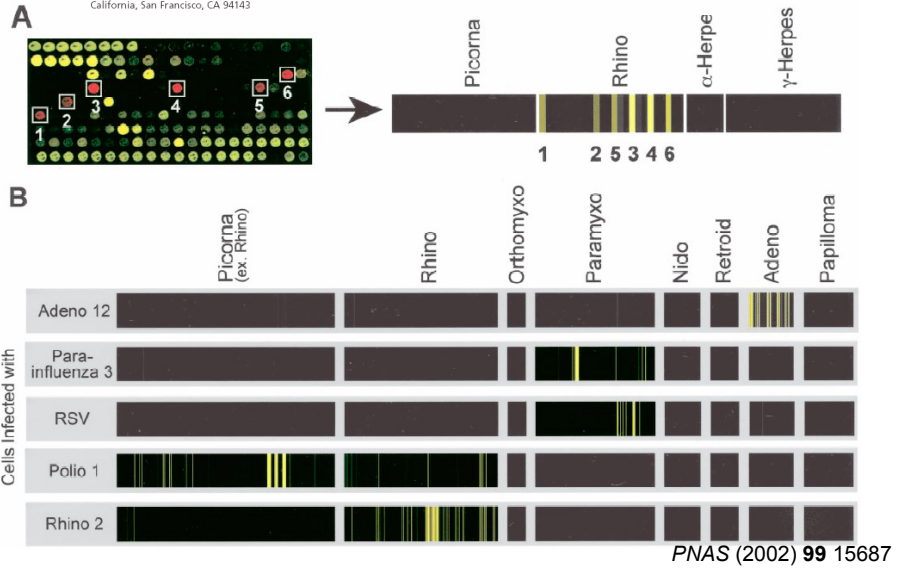 California, San Francisco, CA 94143
A
Picorna
Rhino
α-Herpe
γ-Herpes
1
2
3
4
5
6
1 2 5 3 4 6
B
Picorna
(ex. Rhino)
Rhino
Orthomyxo
Paramyxo
Nido
Retroid
Adeno
Papilloma
Cells Infected with
Adeno 12
Para-
influenza 3
RSV
Polio 1
Rhino 2
PNAS (2002) 99 15687